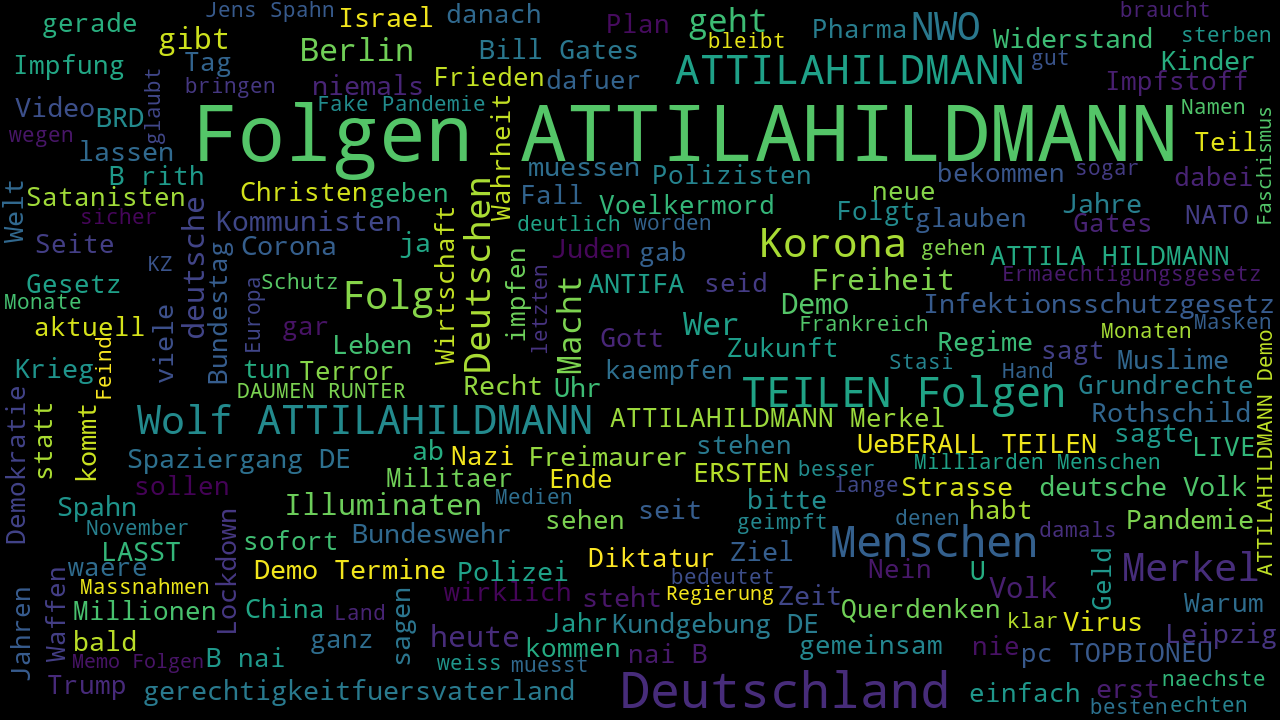 Jens Spahn
Israel
danach
Plan
geht
braucht
gerade
gibt
Berlin
Bill Gates
bleibt
Pharma
NWO
Widerstand
sterben
Impfung
Tag
bringen
niemals
Frieden
dafuer
ATTILAHILDMANN
gut
Kinder
Impfstoff
Video
BRD
glaubt
Fake Pandemie
Namen
wegen
lassen
Folgen ATTILAHILDMANN
Teil
Faschismus
Wahrheit
B rith
muessen
Polizisten
bekommen
sogar
dabei
Welt
Satanisten
Christen
geben
Fall
Voelkermord
neue
Folgt
glauben
Jahre
Gates
NATO
sicher
deutsche
Kommunisten
deutlich
worden
Seite
Corona
ja
Wirtschaft
Deutschen
Juden
gab
Korona
gehen
ATTILA HILDMANN
KZ
Bundestag
Europa
Gesetz
Schutz
impfen
letzten
Macht
ANTIFA
seid
Freiheit
Ermaechtigungsgesetz
Monate
viele
Folg
Demo
Infektionsschutzgesetz
aktuell
gar
Leben
Gott
Wer
Frankreich
Monaten
Masken
Zukunft
Regime
sagt
Krieg
Feinde
tun
Terror
kaempfen
Stasi
Hand
Muslime
DAUMEN RUNTER
Recht
Uhr
TEILEN Folgen
Grundrechte
Demokratie
statt
kommt
Wolf ATTILAHILDMANN
ATTILAHILDMANN Merkel
Rothschild
ATTILAHILDMANN Demo
Spaziergang DE
ab
Nazi
Freimaurer
stehen
UeBERALL TEILEN
sagte
LIVE
sollen
Militaer
Ende
ERSTEN
besser
Milliarden Menschen
lange
Strasse
deutsche Volk
Spahn
November
Illuminaten
Medien
sehen
seit
bitte
geimpft
denen
habt
damals
Pandemie
LASST
Lockdown
sofort
Bundeswehr
Diktatur
Ziel
Menschen
waere
Waffen
Massnahmen
Demo Termine
Polizei
bedeutet
Nein
U
Volk
Geld
Merkel
Jahren
Millionen
China
Land
sagen
wirklich
steht
Regierung
Zeit
Querdenken
klar
Virus
Warum
bald
ganz
heute
Jahr
Kundgebung DE
Leipzig
Memo Folgen
B nai
weiss
kommen
muesst
nai B
gemeinsam
nie
pc TOPBIONEU
Trump
gerechtigkeitfuersvaterland
Deutschland
einfach
erst
naechste
besten
echten